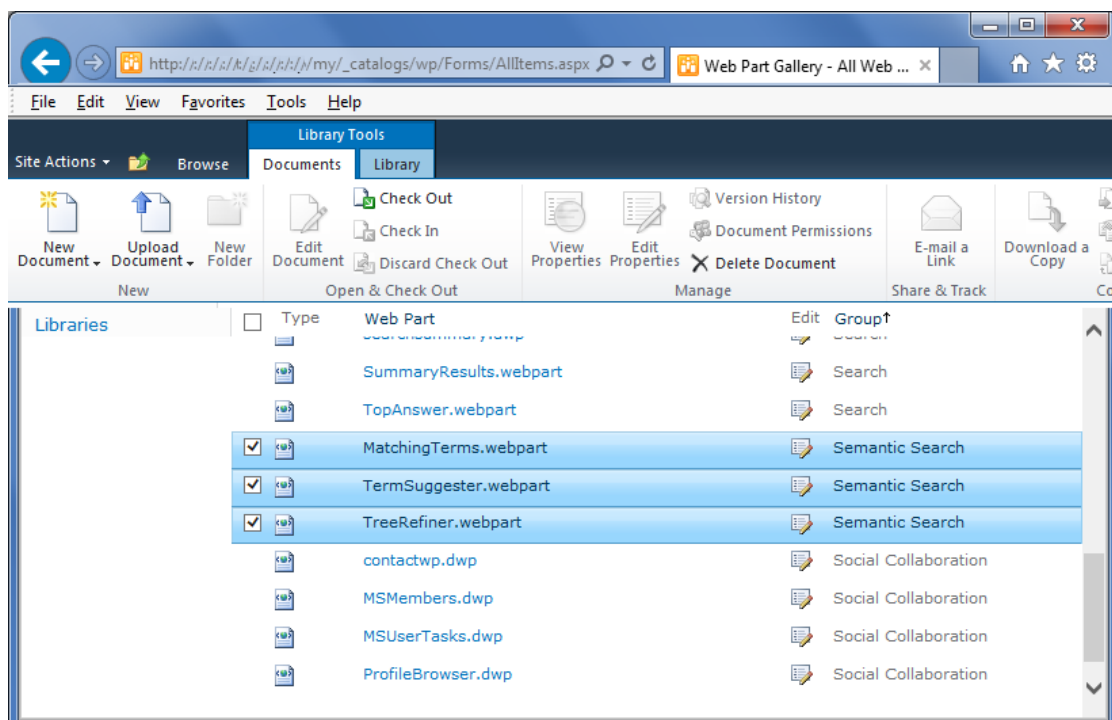 http:// /my/_catalogs/wp/Forms/AllItems.aspx Web Part Gallery - All Web ...
File Edit View Favorites Tools Help
Library Tools
Site Actions Browse Documents Library
New Document Upload Document New Folder Edit Document Check Out Check In Discard Check Out View Properties Edit Properties Version History Document Permissions Delete Document E-mail a Link Download a Copy
New Open & Check Out Manage Share & Track Co
Libraries Type Web Part Edit Group
SearchSummary.dwp Search
SummaryResults.webpart Search
TopAnswer.webpart Search
MatchingTerms.webpart Semantic Search
TermSuggester.webpart Semantic Search
TreeRefiner.webpart Semantic Search
contactwp.dwp Social Collaboration
MSMembers.dwp Social Collaboration
MSUserTasks.dwp Social Collaboration
ProfileBrowser.dwp Social Collaboration